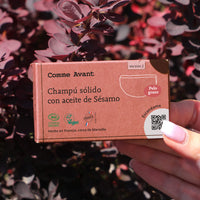 Comme Avant
Champú sólido
con aceite de Sésamo
Pelo
graso
Hecho en Francia, cerca de Marsella